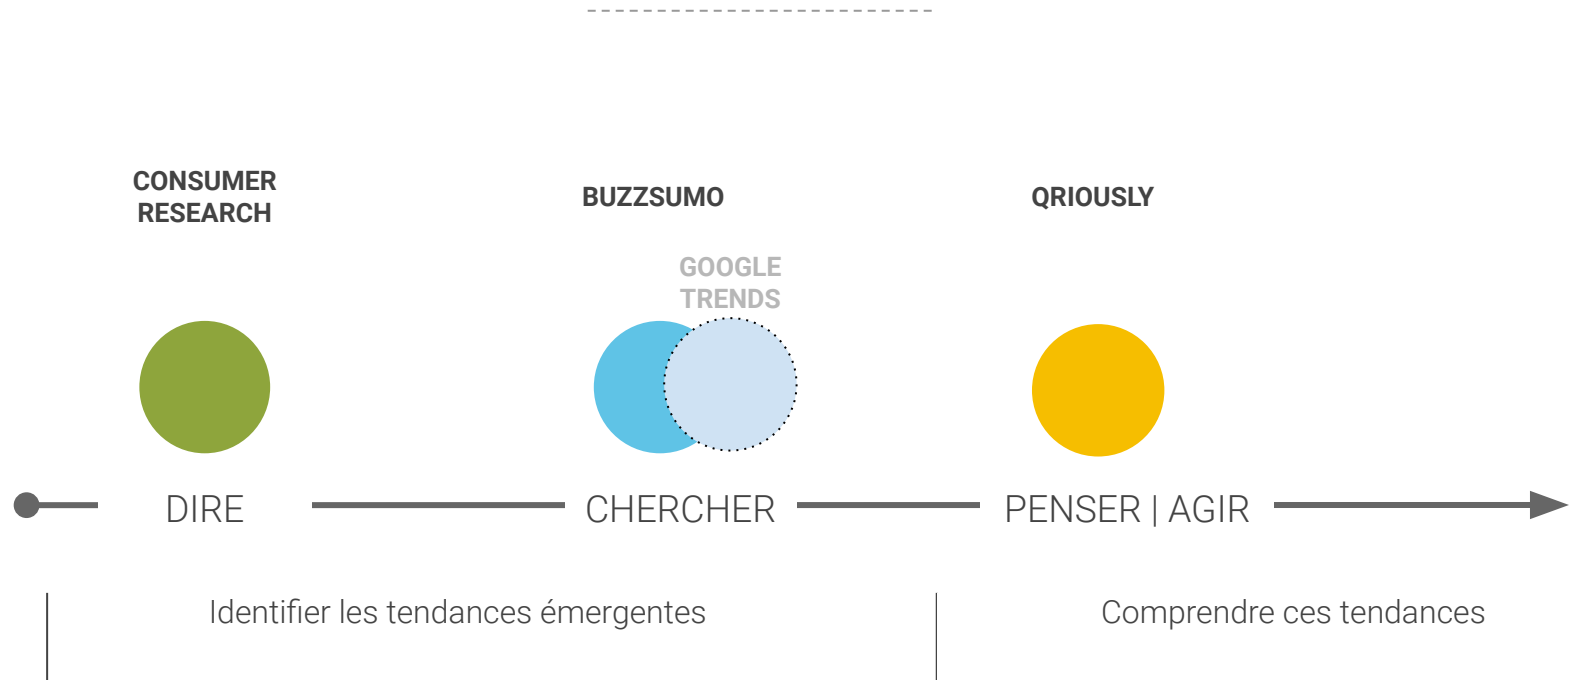 CONSUMER
RESEARCH
BUZZSUMO
QRIOUSLY
GOOGLE
TRENDS
DIRE
CHERCHER
PENSER | AGIR
Identifier les tendances émergentes
Comprendre ces tendances